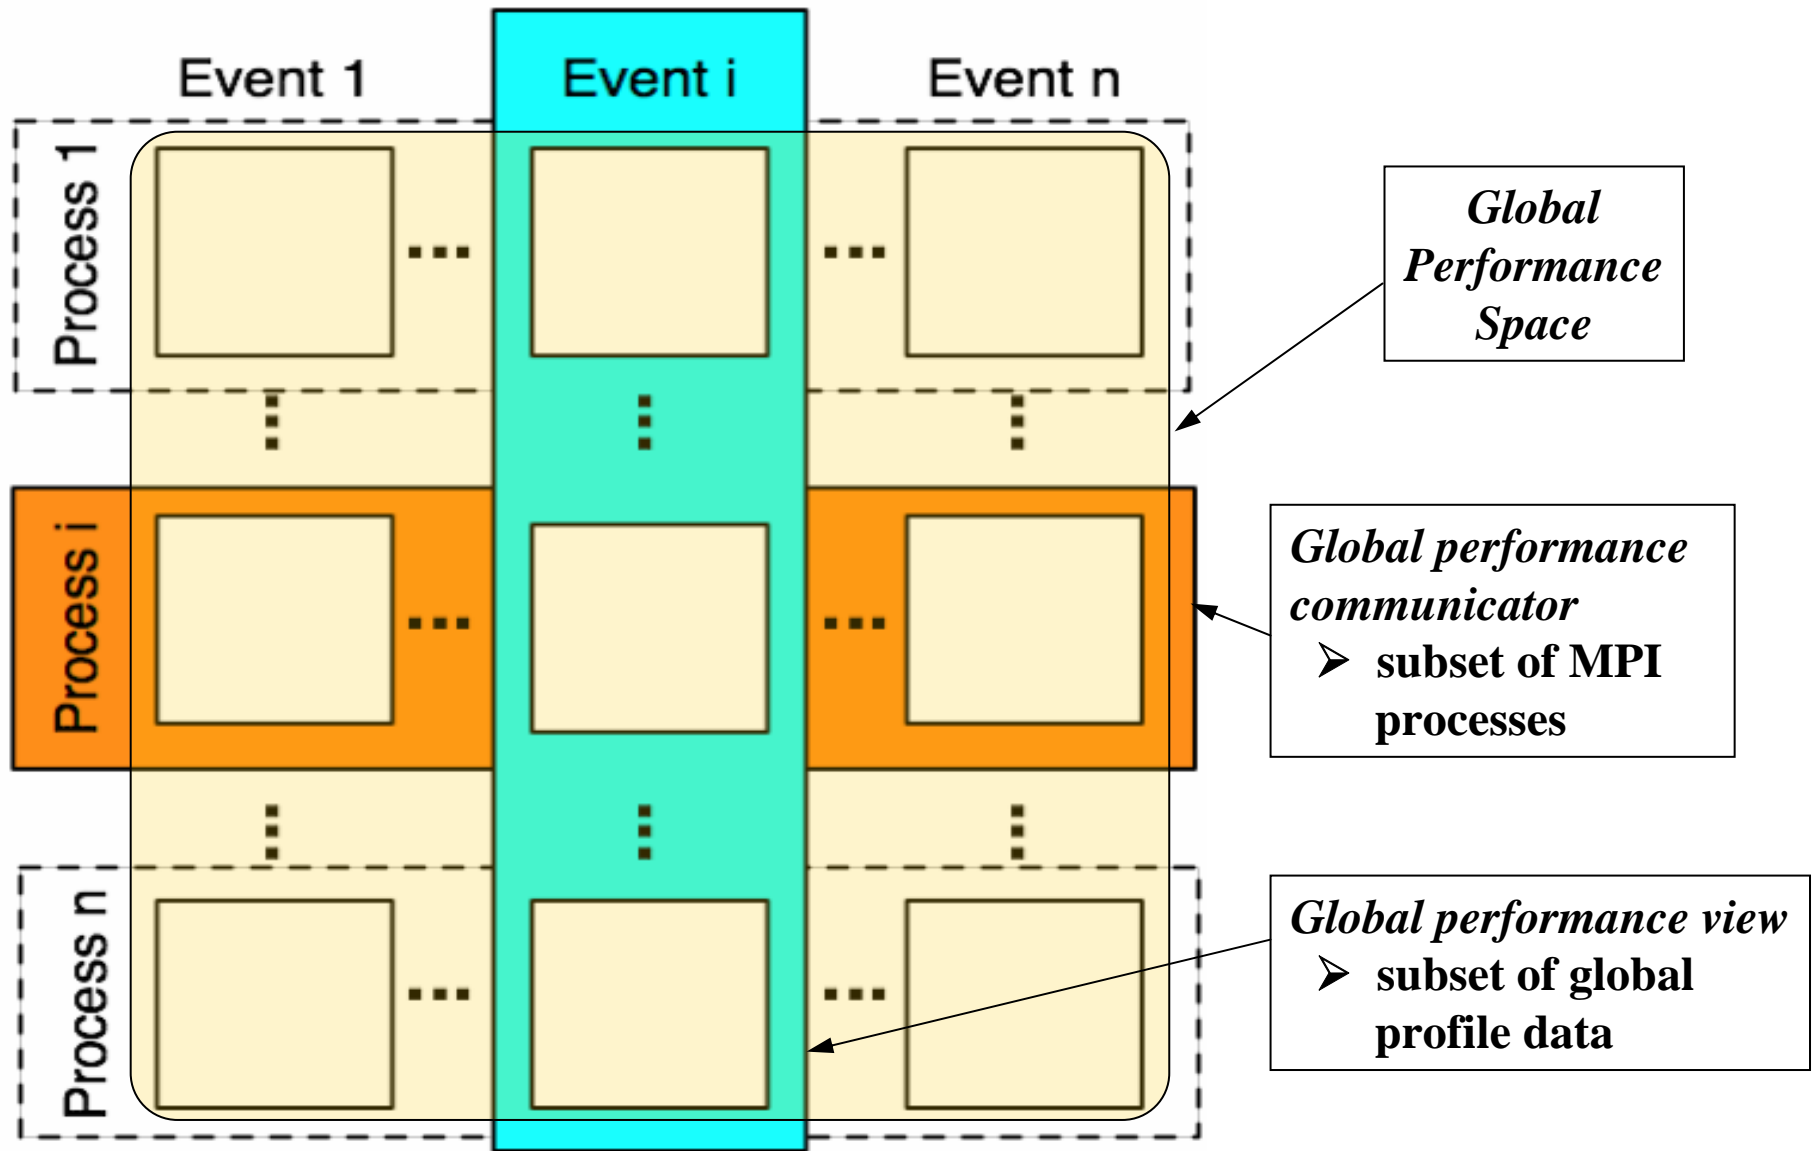 Event 1
Event i
Event n
Process 1
Process i
Process n
Global
Performance
Space
Global performance
communicator
➢ subset of MPI
processes
Global performance view
➢ subset of global
profile data